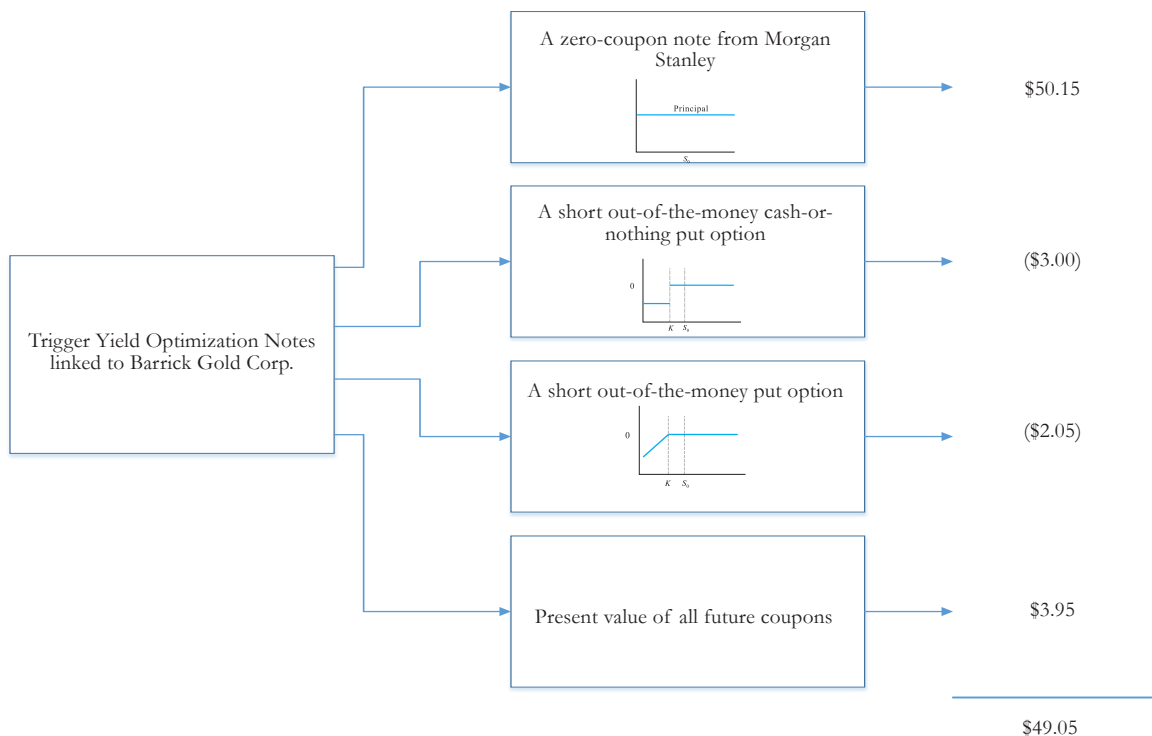 Trigger Yield Optimization Notes
linked to Barrick Gold Corp.
A zero-coupon note from Morgan
Stanley
Principal
S₀
$50.15
A short out-of-the-money cash-or-
nothing put option
0
K S₀
($3.00)
A short out-of-the-money put option
0
K S₀
($2.05)
Present value of all future coupons
$3.95
$49.05